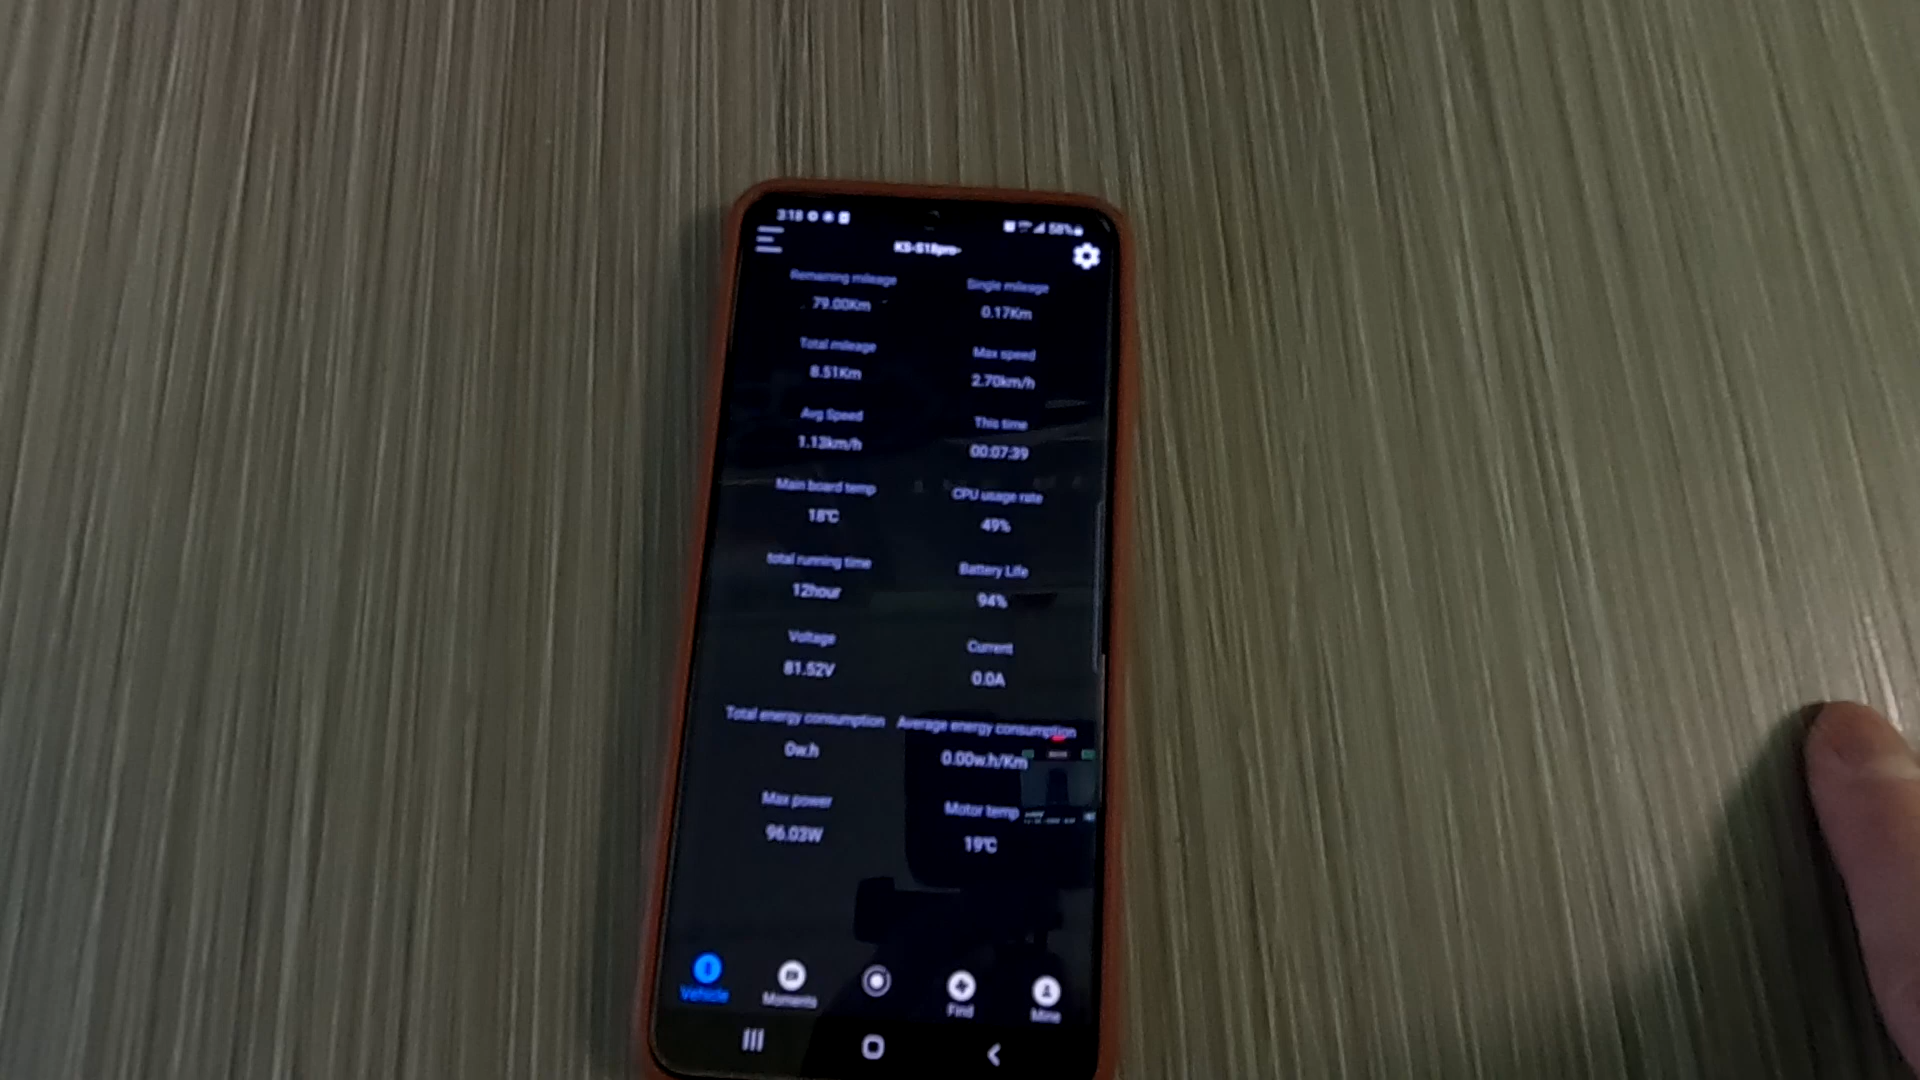 3:18 58%
KS-S18pro-
Remaining mileage Single mileage
79.00Km 0.17Km
Total mileage Max speed
8.51Km 2.70km/h
Avg Speed This time
1.13km/h 00:07:39
Main board temp CPU usage rate
18℃ 49%
total running time Battery Life
12hour 94%
Voltage Current
81.52V 0.0A
Total energy consumption Average energy consumption
0w.h 0.00w.h/Km
Max power Motor temp
96.03W 19℃
Vehicle Moments Find Mine